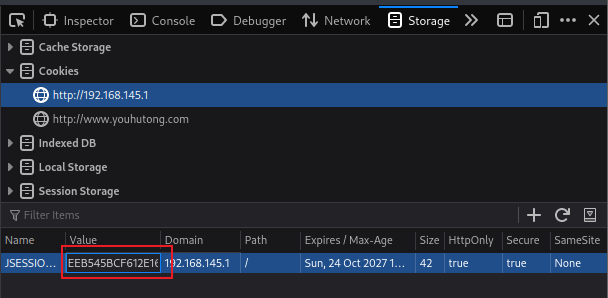 Inspector Console Debugger Network Storage
Cache Storage
Cookies
http://192.168.145.1
http://www.youhutong.com
Indexed DB
Local Storage
Session Storage
Filter Items
Name Value Domain Path Expires / Max-Age Size HttpOnly Secure SameSite
JSESSIO... EEB545BCF612E16 192.168.145.1 / Sun, 24 Oct 2027 1... 42 true true None